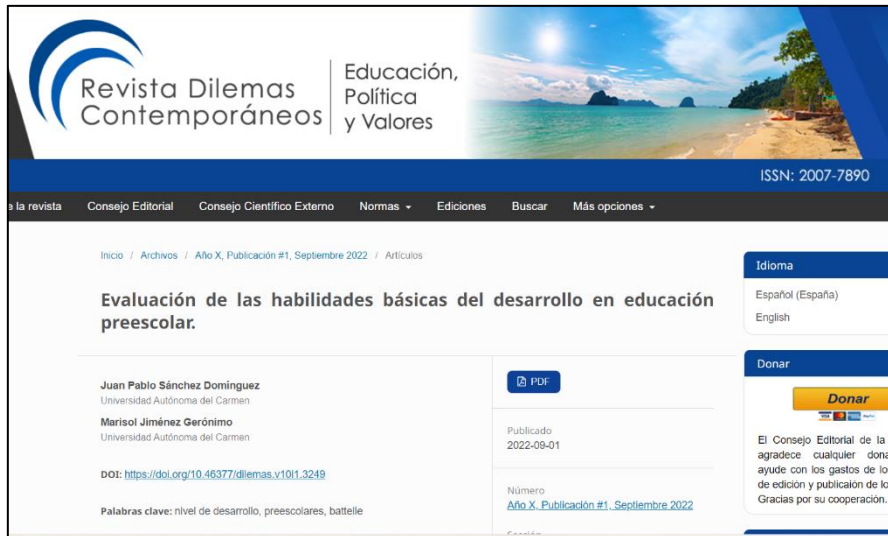 Revista Dilemas
Contemporáneos
Educación,
Política
y Valores
ISSN: 2007-7890
la revista
Consejo Editorial
Consejo Científico Externo
Normas
Ediciones
Buscar
Más opciones
Inicio / Archivos / Año X, Publicación #1, Septiembre 2022 / Artículos
Evaluación de las habilidades básicas del desarrollo en educación
preescolar.
Juan Pablo Sánchez Domínguez
Universidad Autónoma del Carmen
Marisol Jiménez Gerónimo
Universidad Autónoma del Carmen
DOI: https://doi.org/10.46377/dilemas.v10i1.3249
Palabras clave: nivel de desarrollo, preescolares, battelle
PDF
Publicado
2022-09-01
Número
Año X, Publicación #1, Septiembre 2022
Idioma
Español (España)
English
Donar
Donar
El Consejo Editorial de la
agradece cualquier dona
ayude con los gastos de lo
de edición y publicaión de lo
Gracias por su cooperación.